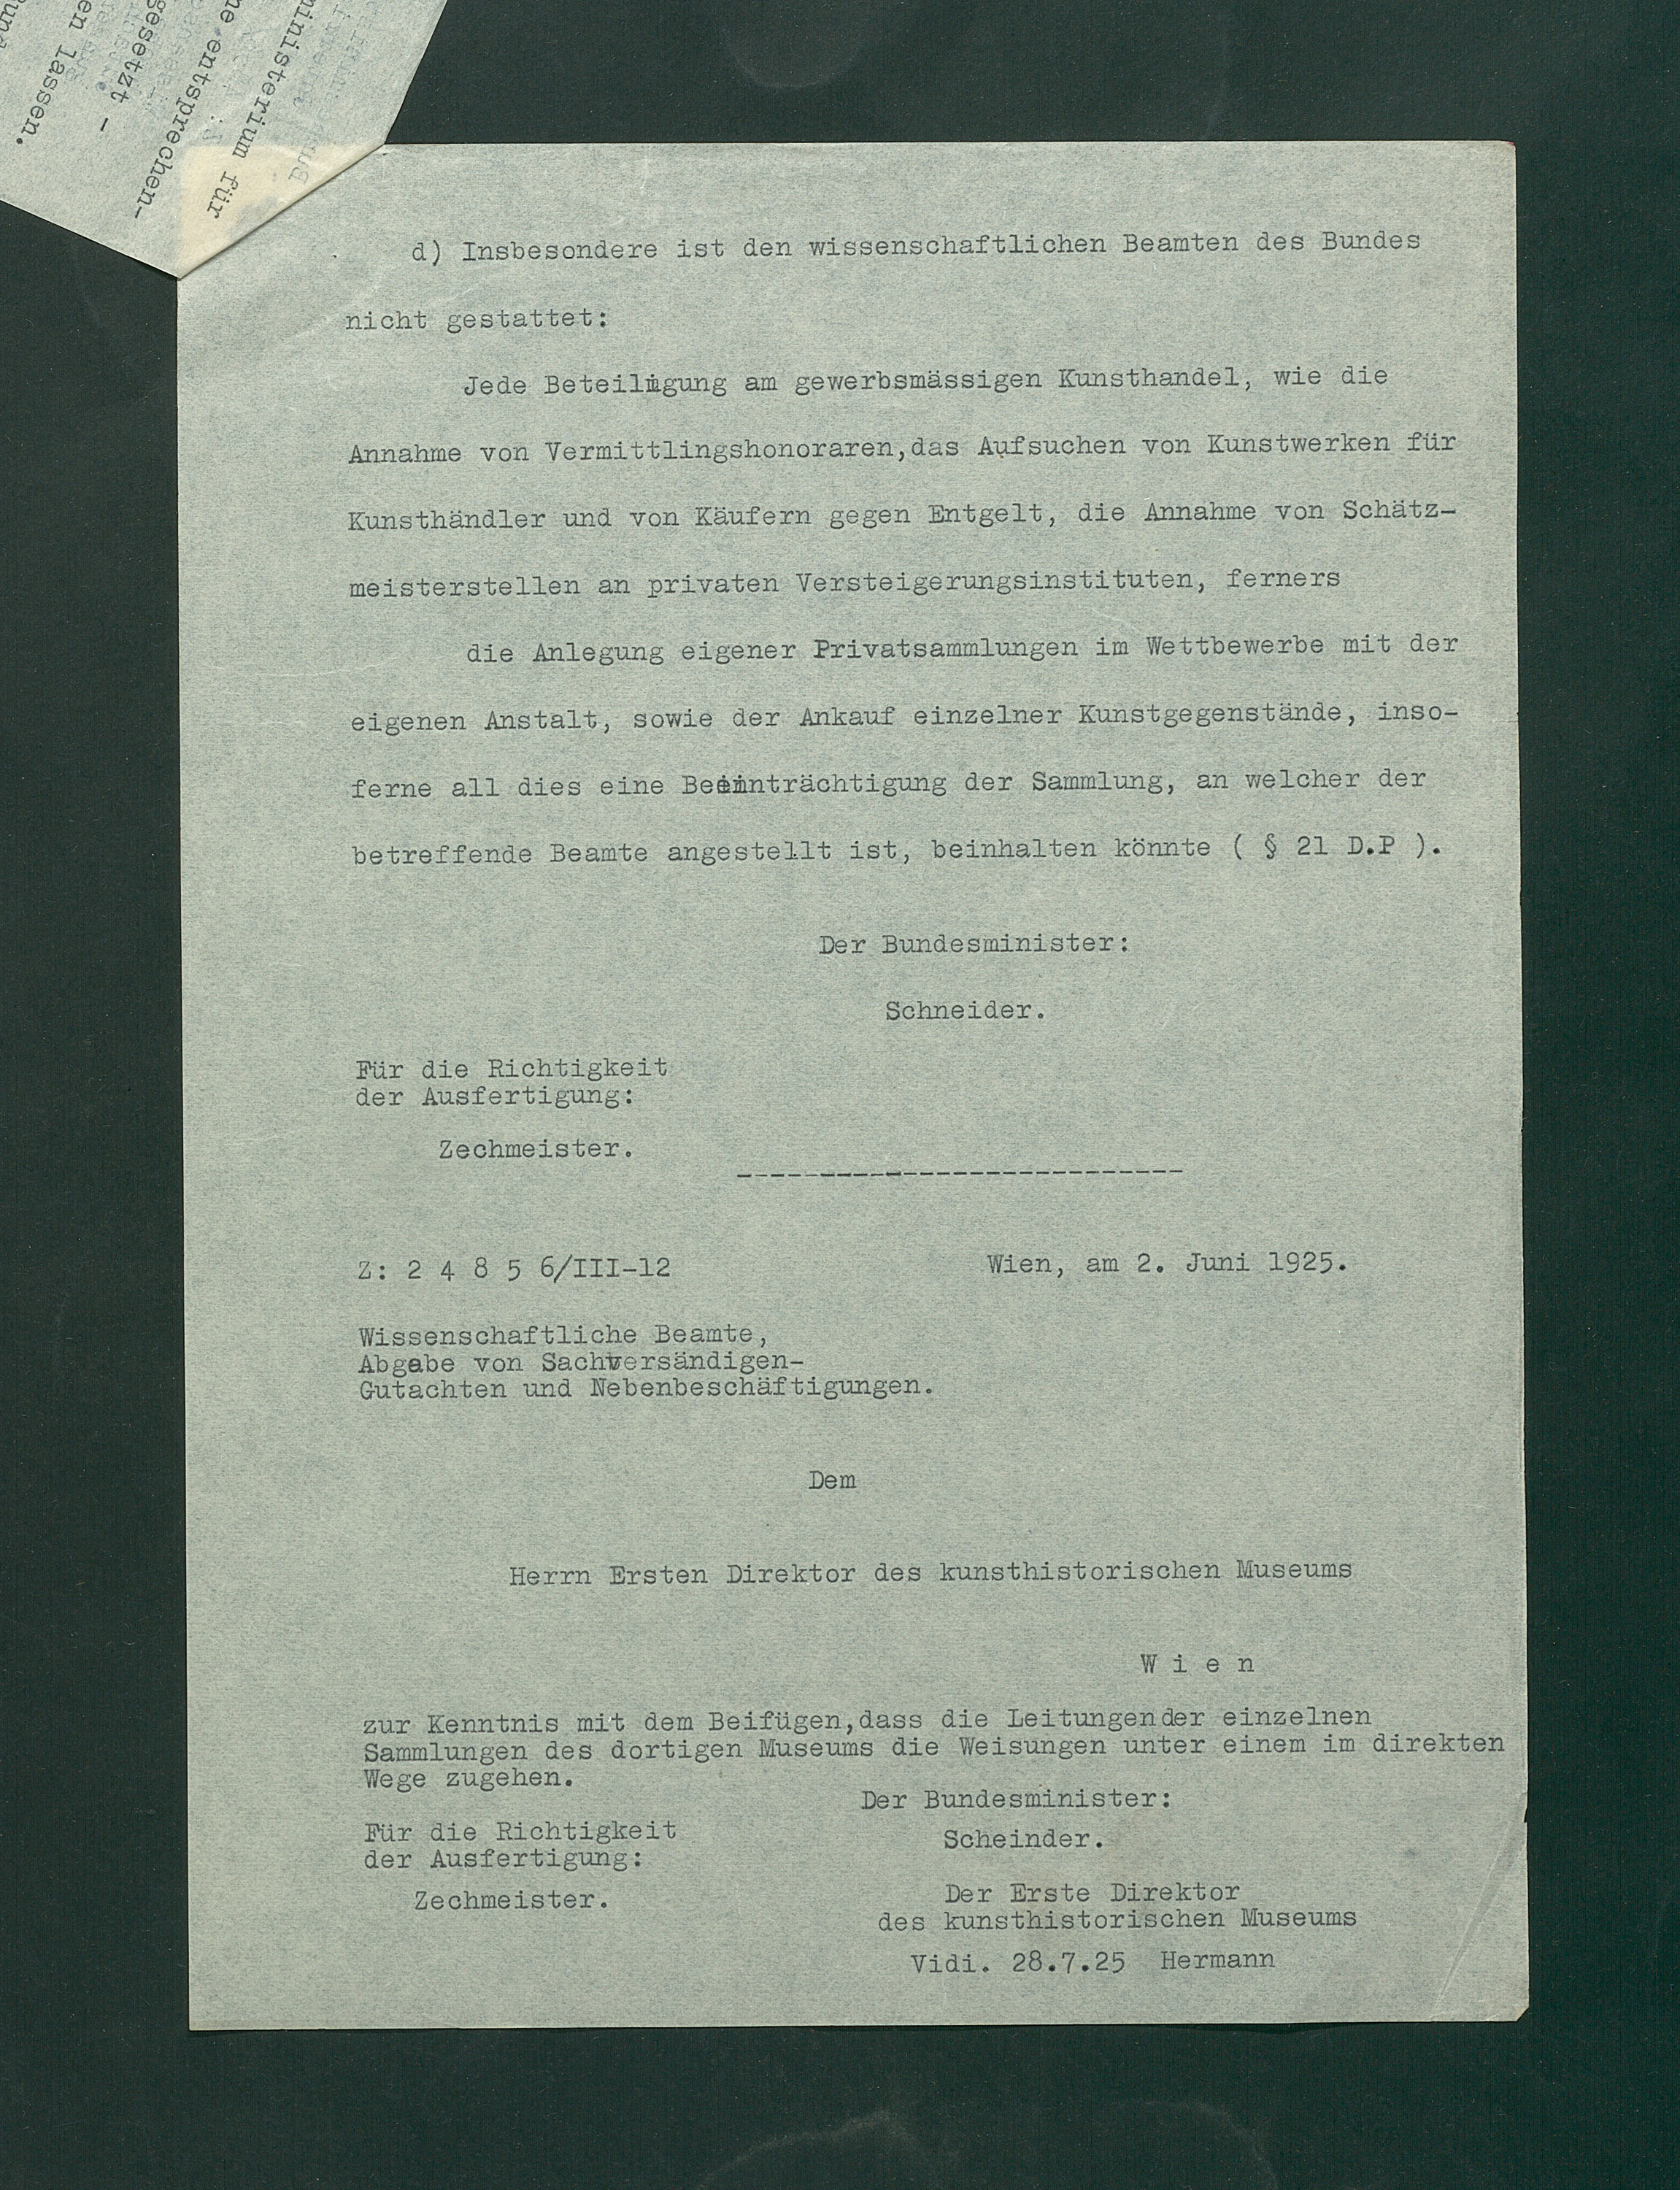 ministerium für
e entsprechen-
gesetzt -
en lassen.
d) Insbesondere ist den wissenschaftlichen Beamten des Bundes
nicht gestattet:
Jede Beteiligung am gewerbsmässigen Kunsthandel, wie die
Annahme von Vermittlingshonoraren,das Aufsuchen von Kunstwerken für
Kunsthändler und von Käufern gegen Entgelt, die Annahme von Schätz-
meisterstellen an privaten Versteigerungsinstituten, ferners
die Anlegung eigener Privatsammlungen im Wettbewerbe mit der
eigenen Anstalt, sowie der Ankauf einzelner Kunstgegenstände, inso-
ferne all dies eine Beeinträchtigung der Sammlung, an welcher der
betreffende Beamte angestellt ist, beinhalten könnte ( § 21 D.P ).
Der Bundesminister:
Schneider.
Für die Richtigkeit
der Ausfertigung:
Zechmeister.
---------------------------
Z: 2 4 8 5 6/III-12 Wien, am 2. Juni 1925.
Wissenschaftliche Beamte,
Abgabe von Sachversändigen-
Gutachten und Nebenbeschäftigungen.
Dem
Herrn Ersten Direktor des kunsthistorischen Museums
W i e n
zur Kenntnis mit dem Beifügen,dass die Leitungender einzelnen
Sammlungen des dortigen Museums die Weisungen unter einem im direkten
Wege zugehen.
Der Bundesminister:
Für die Richtigkeit
der Ausfertigung:
Scheinder.
Zechmeister.
Der Erste Direktor
des kunsthistorischen Museums
Vidi. 28.7.25 Hermann